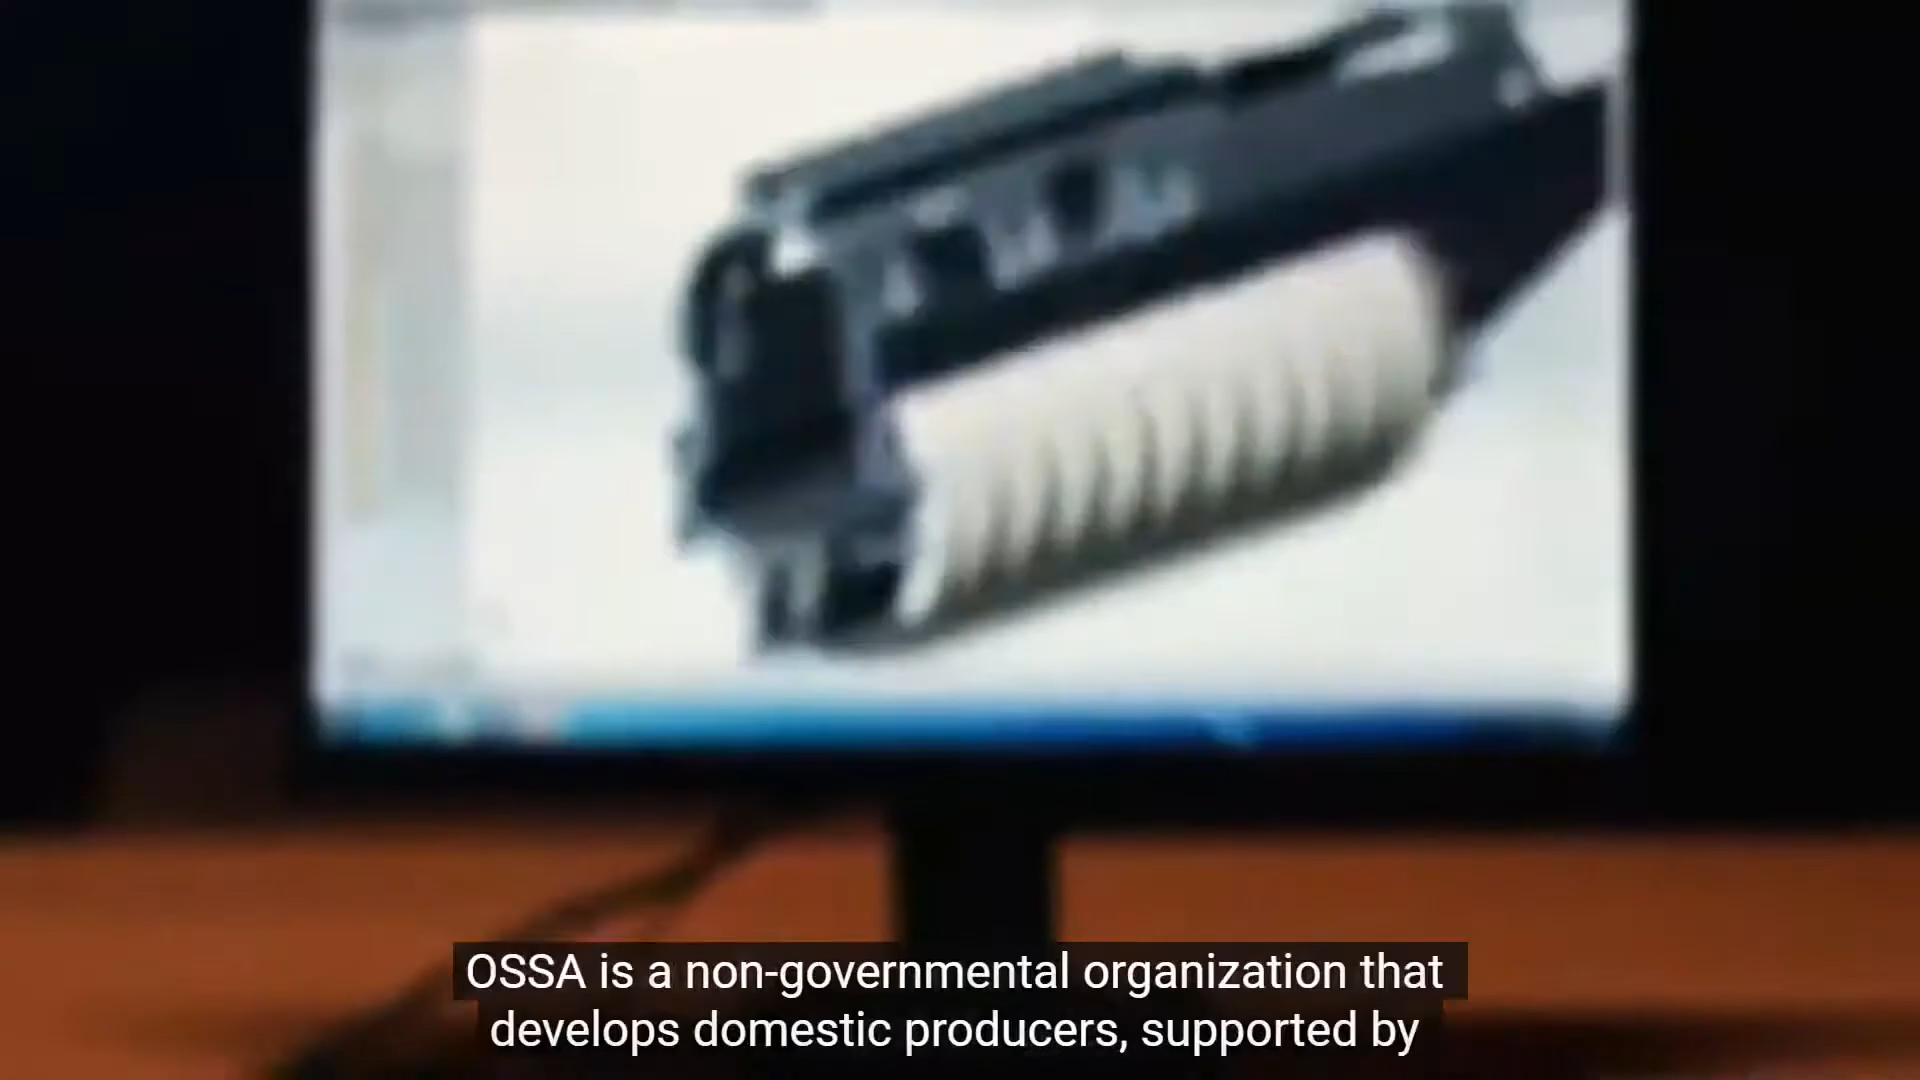 OSSA is a non-governmental organization that
develops domestic producers, supported by